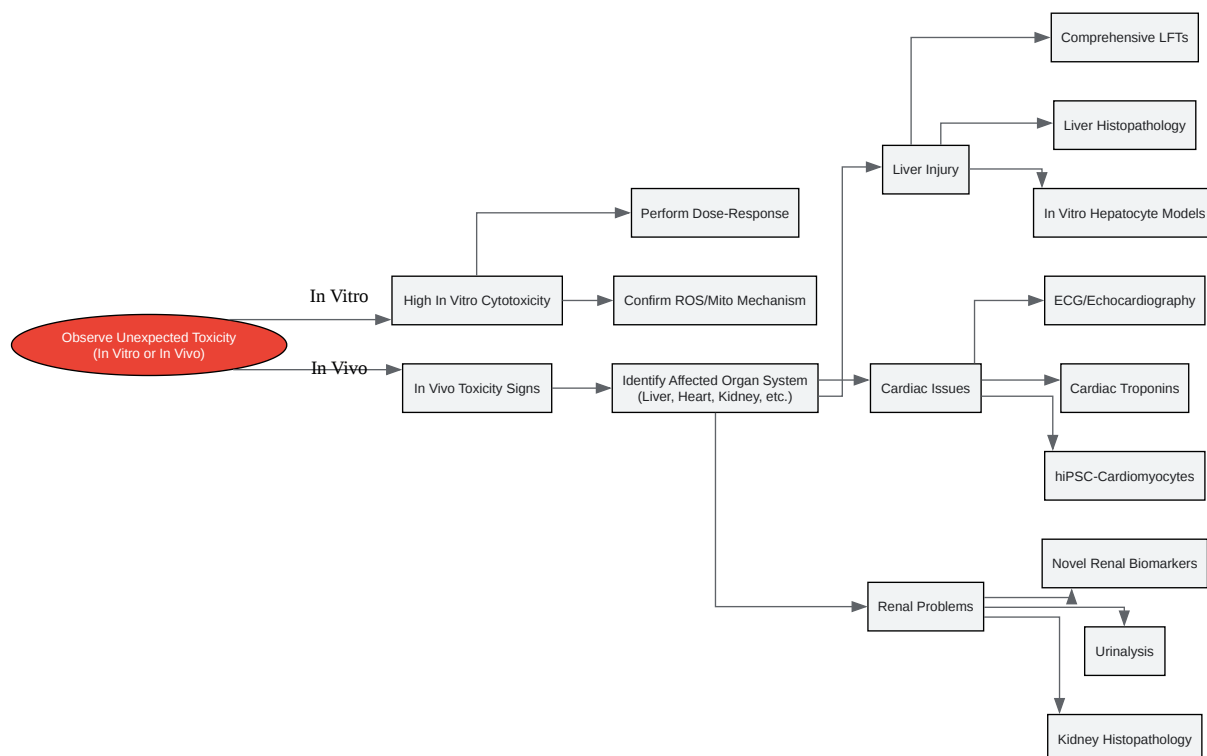 Observe Unexpected Toxicity
(In Vitro or In Vivo)
In Vitro
In Vivo
High In Vitro Cytotoxicity
Perform Dose-Response
Confirm ROS/Mito Mechanism
In Vivo Toxicity Signs
Identify Affected Organ System
(Liver, Heart, Kidney, etc.)
Liver Injury
Comprehensive LFTs
Liver Histopathology
In Vitro Hepatocyte Models
Cardiac Issues
ECG/Echocardiography
Cardiac Troponins
hiPSC-Cardiomyocytes
Renal Problems
Novel Renal Biomarkers
Urinalysis
Kidney Histopathology